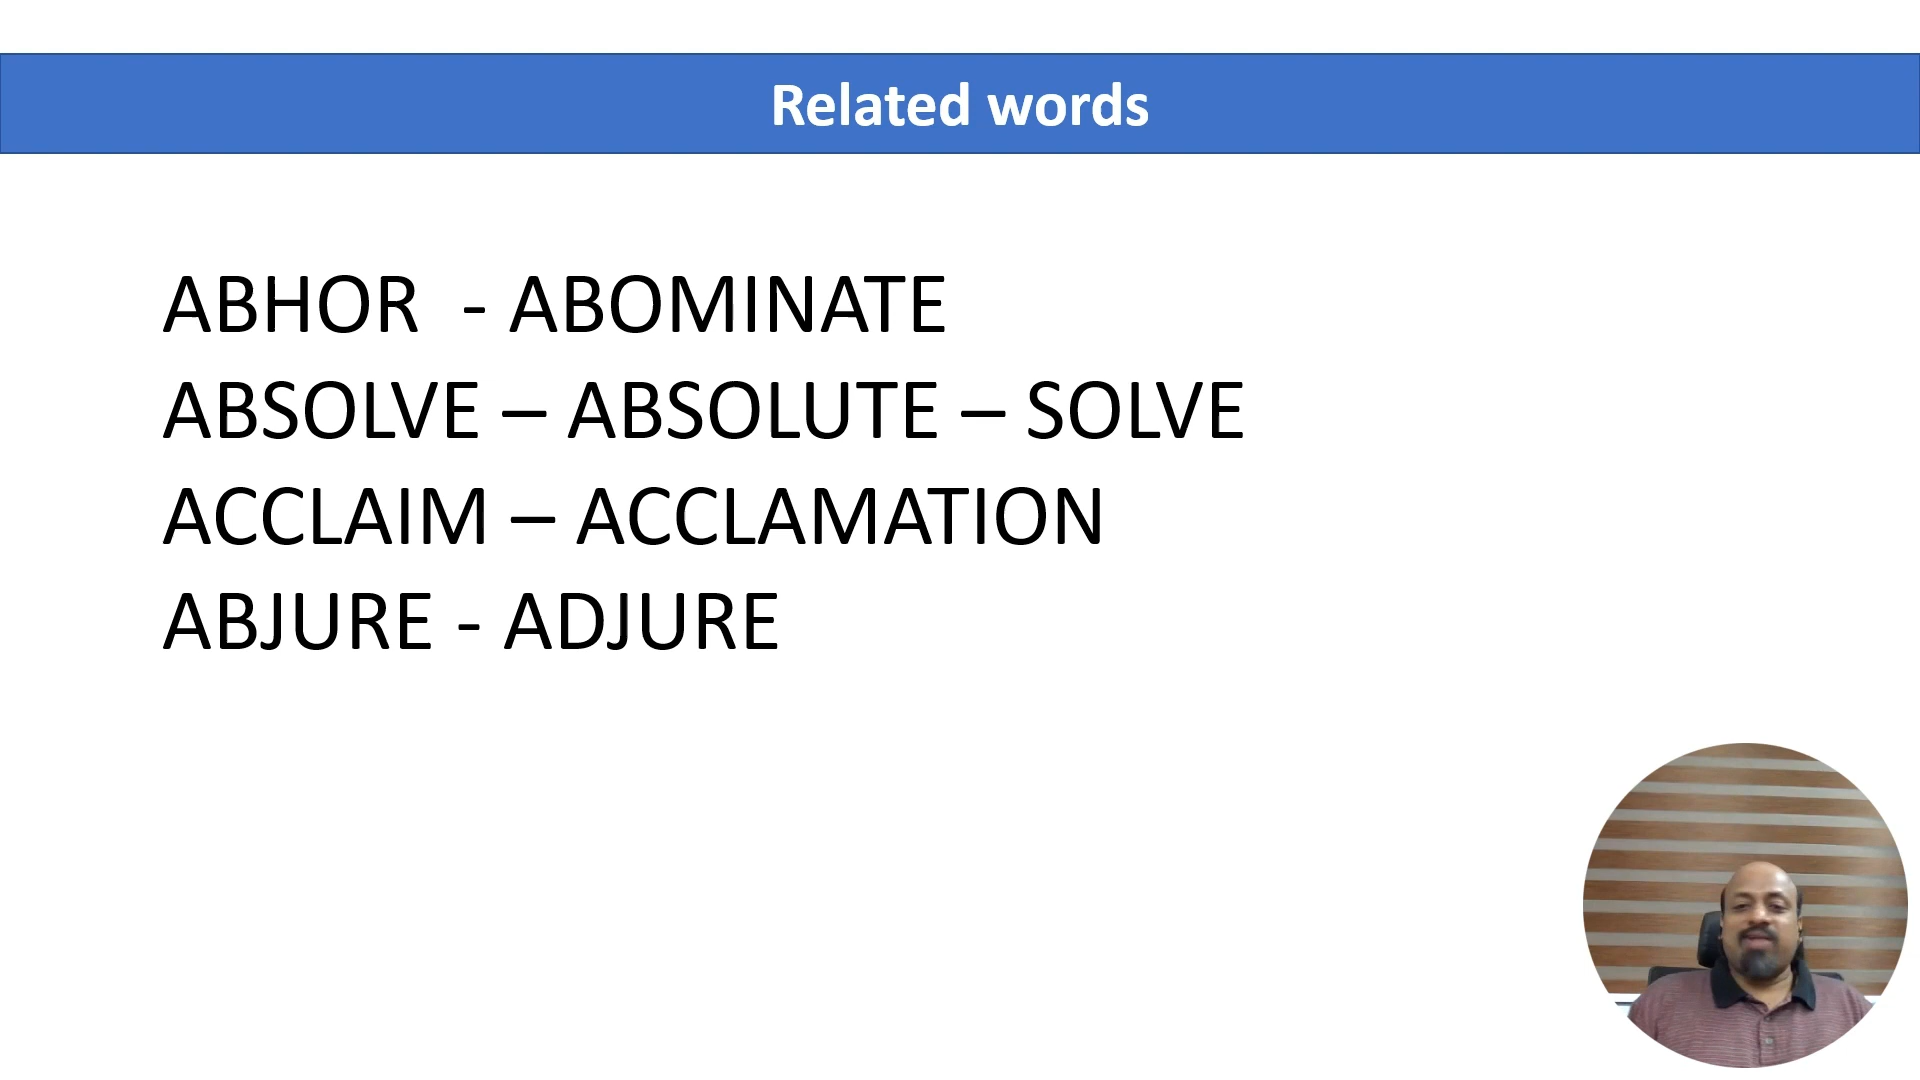 Related words
ABHOR  - ABOMINATE
ABSOLVE – ABSOLUTE – SOLVE
ACCLAIM – ACCLAMATION
ABJURE - ADJURE